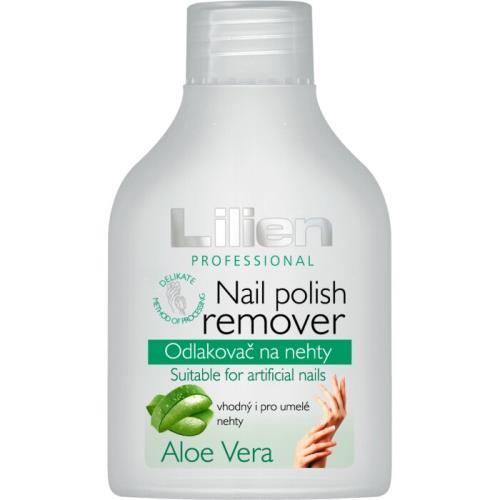 Lilien
PROFESSIONAL
DELIKATE
METHOD OF PROCESSING
Nail polish
remover
Odlakovač na nehty
Suitable for artificial nails
vhodný i pro umelé
nehty
Aloe Vera